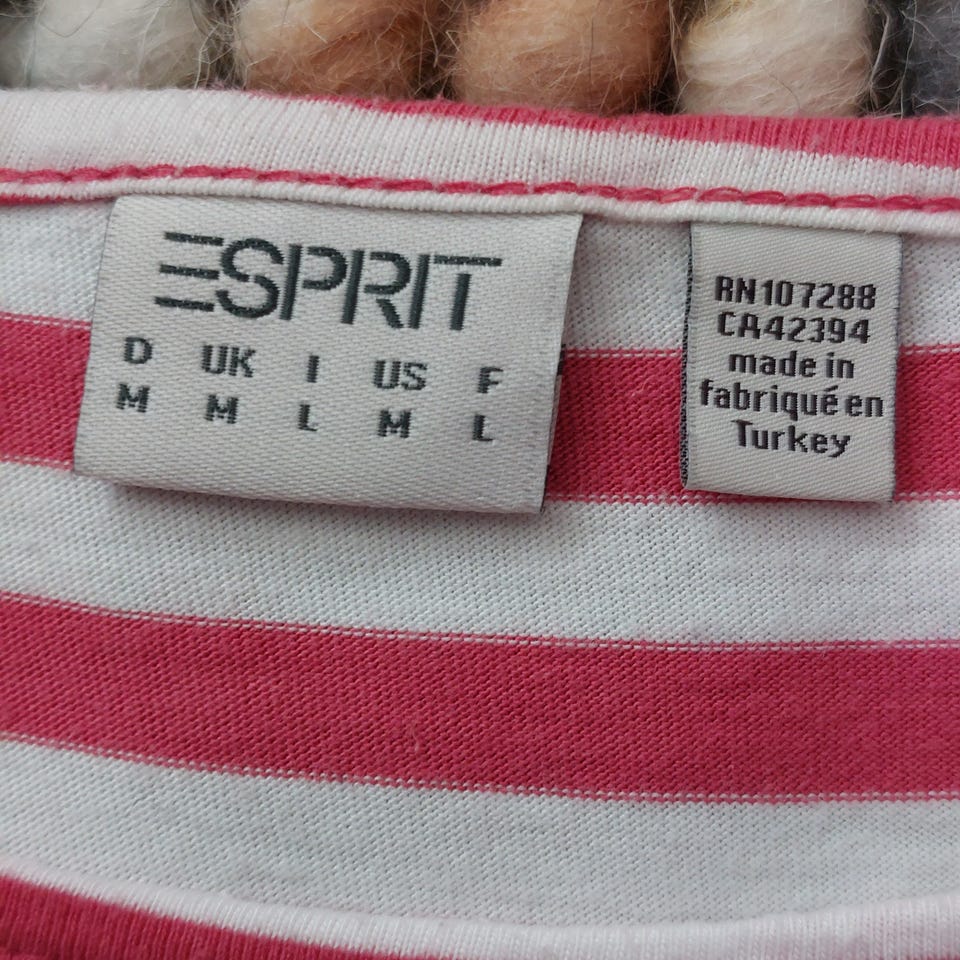 ESPRIT
D UK I US F
M M L M L
RN107288
CA42394
made in
fabriqué en
Turkey